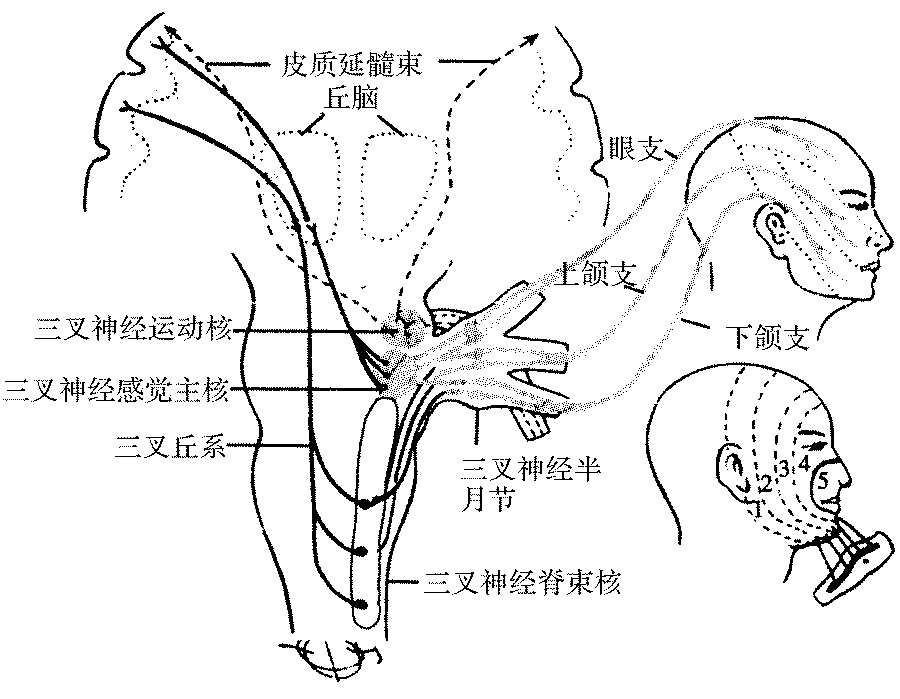 皮质延髓束
丘脑
眼支
上颌支
三叉神经运动核
下颌支
三叉神经感觉主核
三叉丘系
三叉神经半
月节
三叉神经脊束核
1
2
3
4
5